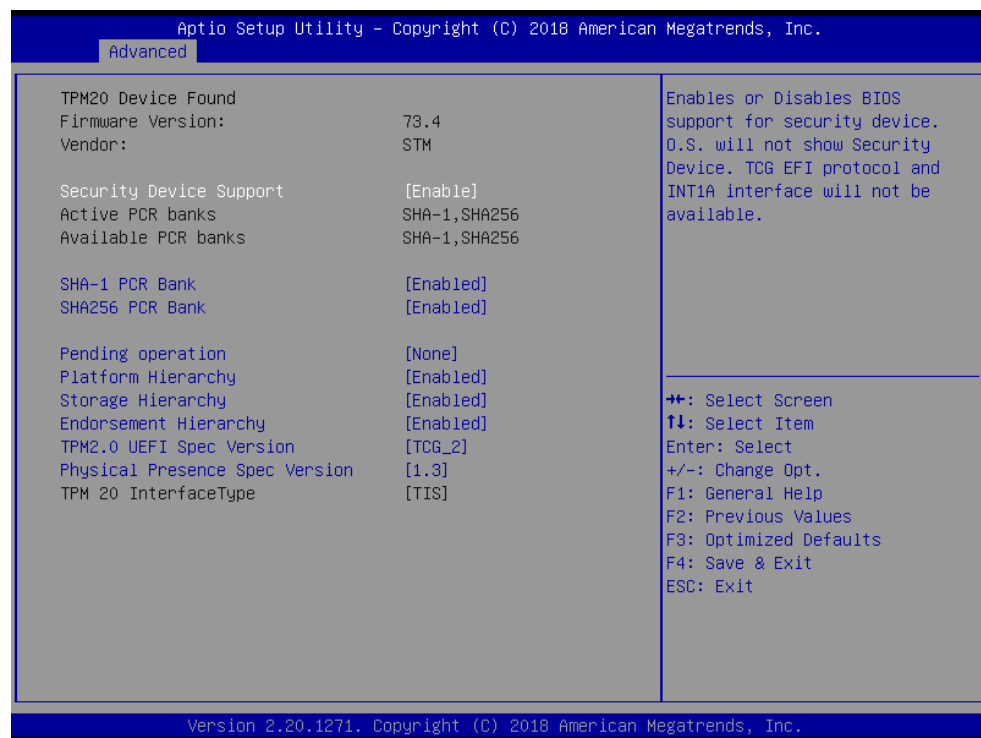 Aptio Setup Utility – Copyright (C) 2018 American Megatrends, Inc.
Advanced
TPM20 Device Found
Firmware Version: 73.4
Vendor: STM
Security Device Support [Enable]
Active PCR banks SHA-1,SHA256
Available PCR banks SHA-1,SHA256
SHA-1 PCR Bank [Enabled]
SHA256 PCR Bank [Enabled]
Pending operation [None]
Platform Hierarchy [Enabled]
Storage Hierarchy [Enabled]
Endorsement Hierarchy [Enabled]
TPM2.0 UEFI Spec Version [TCG_2]
Physical Presence Spec Version [1.3]
TPM 20 InterfaceType [TIS]
Enables or Disables BIOS
support for security device.
O.S. will not show Security
Device. TCG EFI protocol and
INT1A interface will not be
available.
→←: Select Screen
↑↓: Select Item
Enter: Select
+/-: Change Opt.
F1: General Help
F2: Previous Values
F3: Optimized Defaults
F4: Save & Exit
ESC: Exit
Version 2.20.1271. Copyright (C) 2018 American Megatrends, Inc.